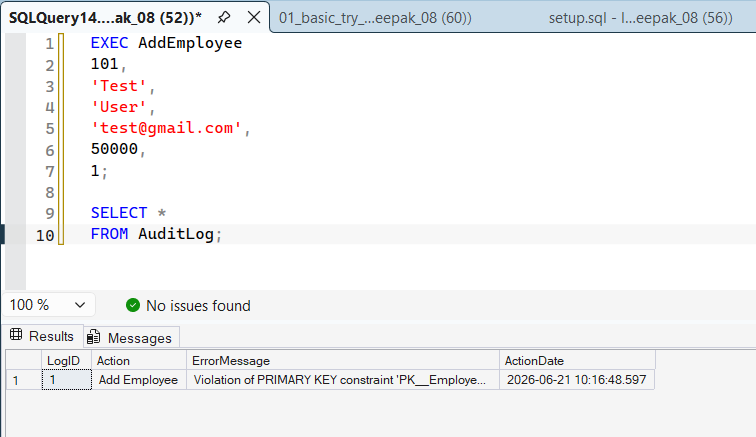 SQLQuery14....ak_08 (52))* 01_basic_try_...eepak_08 (60)) setup.sql - l...eepak_08 (56))
1 EXEC AddEmployee
2 101,
3 'Test',
4 'User',
5 'test@gmail.com',
6 50000,
7 1;
8
9 SELECT *
10 FROM AuditLog;
100 % No issues found
Results Messages
LogID Action ErrorMessage ActionDate
1 1 Add Employee Violation of PRIMARY KEY constraint 'PK__Employe... 2026-06-21 10:16:48.597